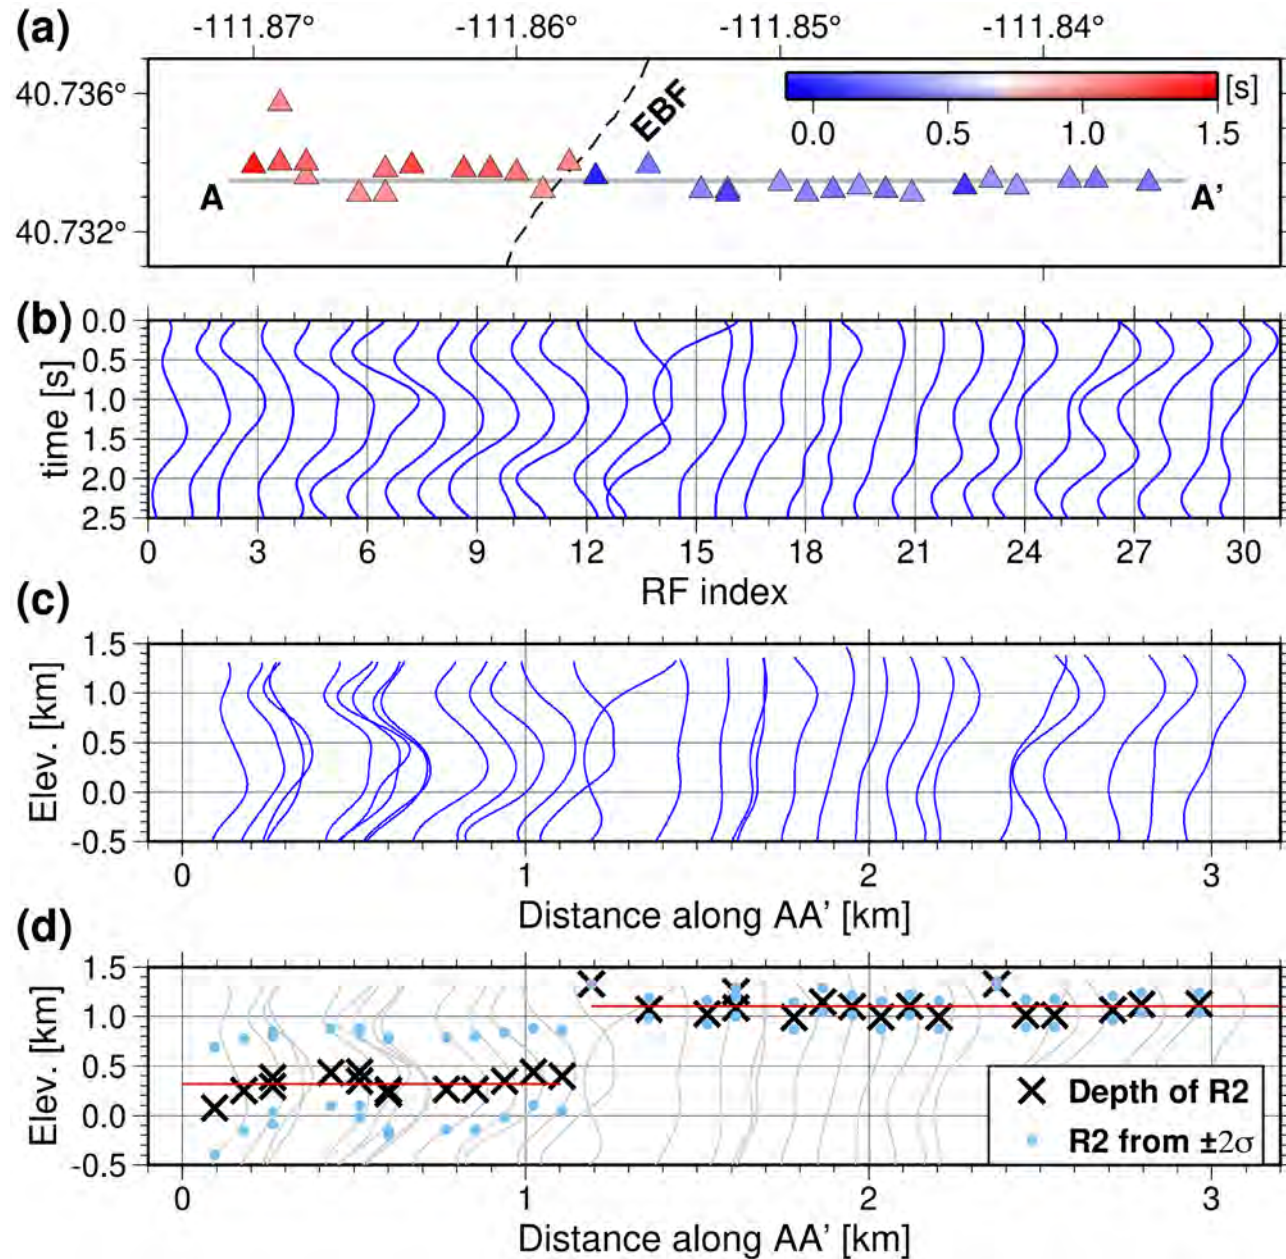 (a)
-111.87° -111.86° -111.85° -111.84°
40.736°
40.732°
EBF
[s]
0.0 0.5 1.0 1.5
A A'
(b)
0.0
0.5
1.0
1.5
2.0
2.5
time [s]
0 3 6 9 12 15 18 21 24 27 30
RF index
(c)
1.5
1.0
0.5
0.0
-0.5
Elev. [km]
0 1 2 3
Distance along AA' [km]
(d)
1.5
1.0
0.5
0.0
-0.5
Elev. [km]
Depth of R2
R2 from ±2σ
0 1 2 3
Distance along AA' [km]